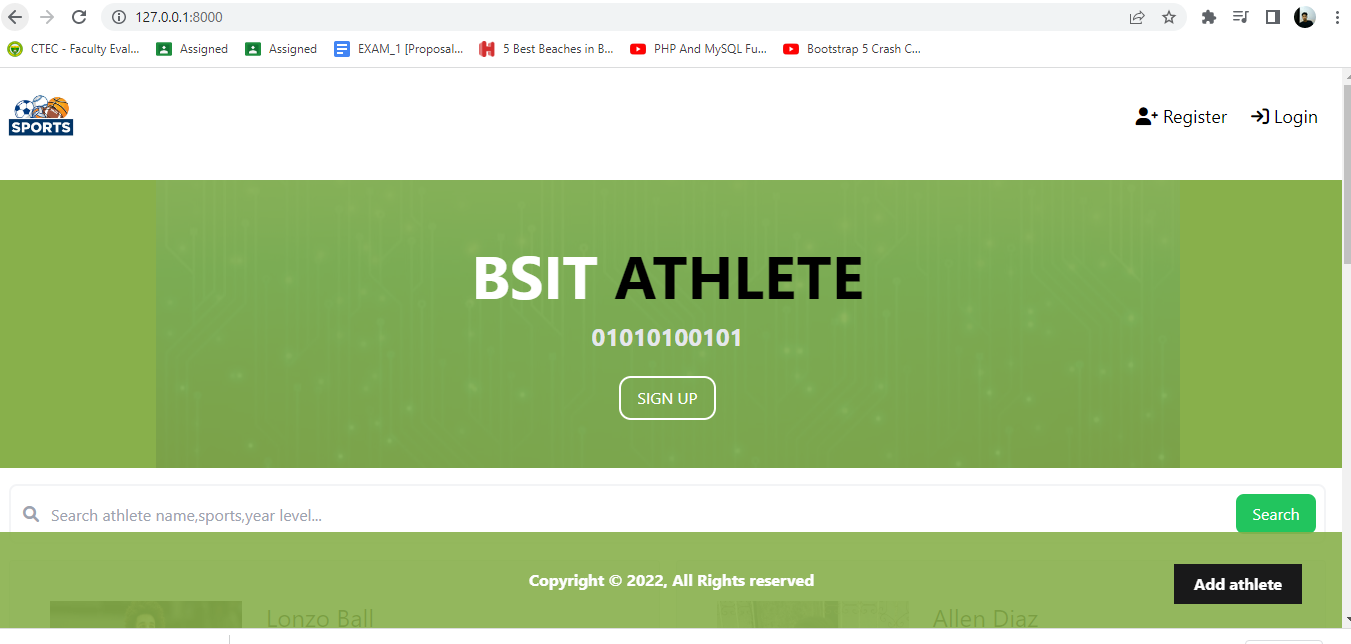 127.0.0.1:8000
CTEC - Faculty Eval...
Assigned
Assigned
EXAM_1 [Proposal...
5 Best Beaches in B...
PHP And MySQL Fu...
Bootstrap 5 Crash C...
SPORTS
Register
Login
BSIT ATHLETE
01010100101
SIGN UP
Search athlete name,sports,year level...
Search
Copyright © 2022, All Rights reserved
Add athlete
Lonzo Ball
Allen Diaz